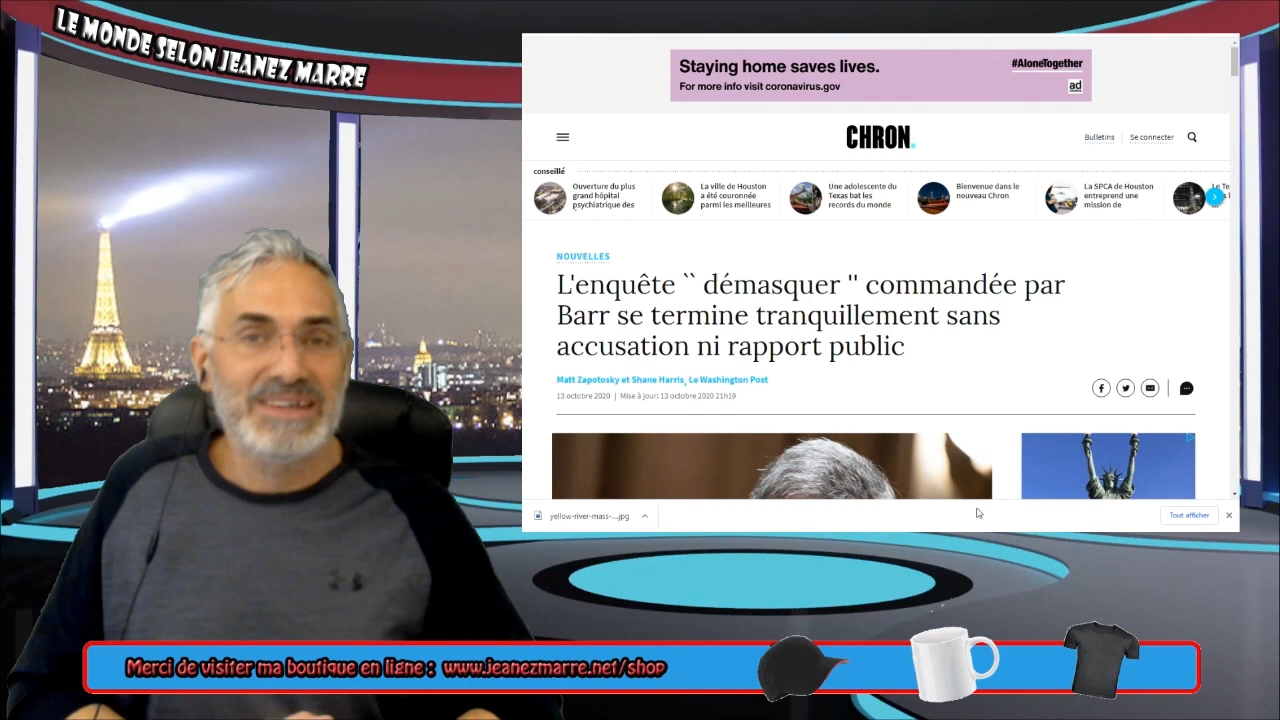 LE MONDE SELON JEANEZ MARRE
Staying home saves lives.
For more info visit coronavirus.gov
#AloneTogether
ad
CHRON.
Bulletins
Se connecter
conseillé
Ouverture du plus
grand hôpital
psychiatrique des
La ville de Houston
a été couronnée
parmi les meilleures
Une adolescente du
Texas bat les
records du monde
Bienvenue dans le
nouveau Chron
La SPCA de Houston
entreprend une
mission de
NOUVELLES
L'enquête `` démasquer '' commandée par
Barr se termine tranquillement sans
accusation ni rapport public
Matt Zapotosky et Shane Harris, Le Washington Post
13 octobre 2020 | Mise à jour: 13 octobre 2020 21h19
yellow-river-mass-....jpg
Tout afficher
Merci de visiter ma boutique en ligne : www.jeanezmarre.net/shop